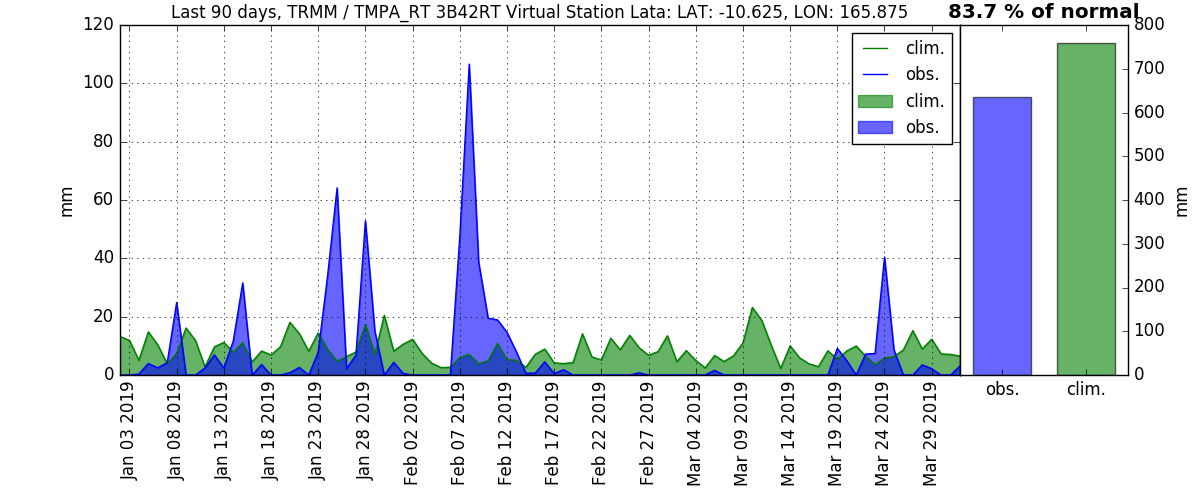 Last 90 days, TRMM / TMPA_RT 3B42RT Virtual Station Lata: LAT: -10.625, LON: 165.875
83.7 % of normal
120
100
80
60
40
20
0
mm
clim.
obs.
clim.
obs.
800
700
600
500
400
300
200
100
0
mm
Jan 03 2019
Jan 08 2019
Jan 13 2019
Jan 18 2019
Jan 23 2019
Jan 28 2019
Feb 02 2019
Feb 07 2019
Feb 12 2019
Feb 17 2019
Feb 22 2019
Feb 27 2019
Mar 04 2019
Mar 09 2019
Mar 14 2019
Mar 19 2019
Mar 24 2019
Mar 29 2019
obs.
clim.